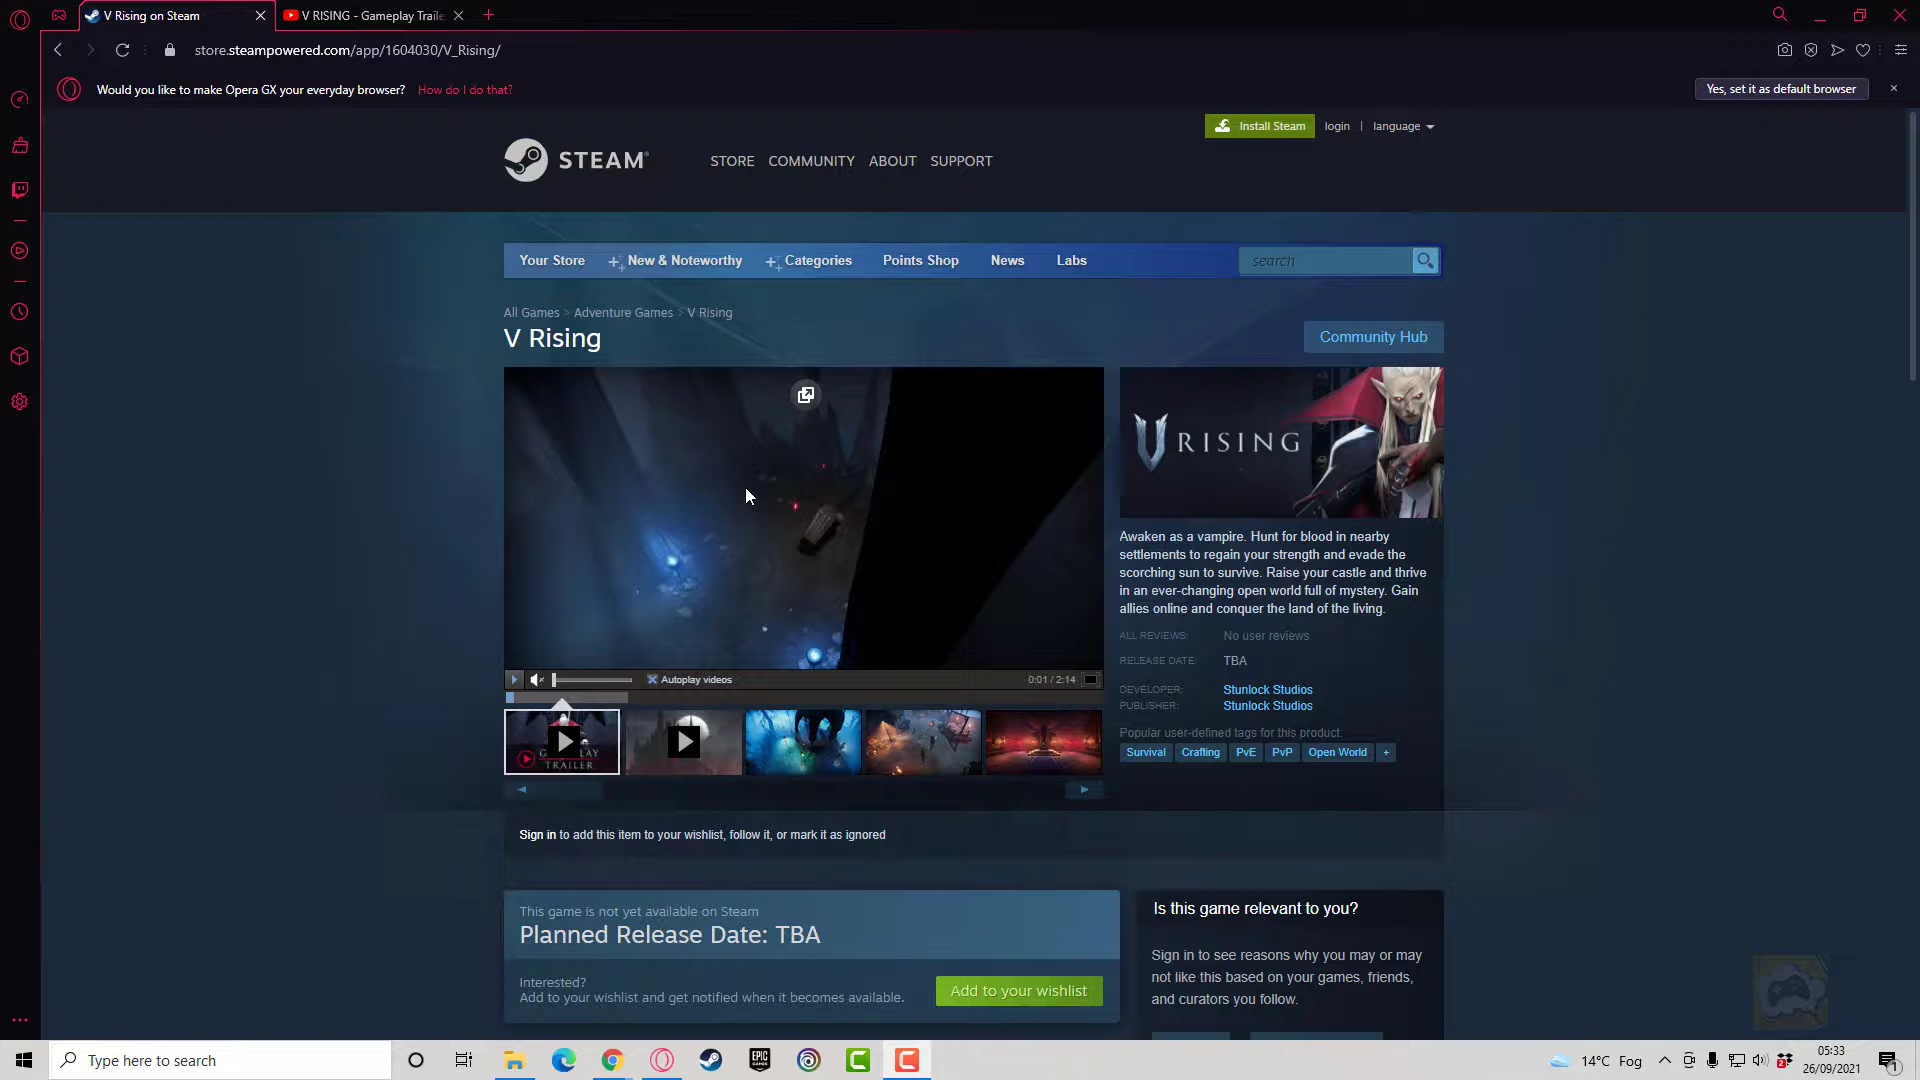 V Rising on Steam
V RISING - Gameplay Traile
store.steampowered.com/app/1604030/V_Rising/
Would you like to make Opera GX your everyday browser? How do I do that?
Yes, set it as default browser
Install Steam login | language
STEAM
STORE COMMUNITY ABOUT SUPPORT
Your Store New & Noteworthy Categories Points Shop News Labs
search
All Games > Adventure Games > V Rising
V Rising
Community Hub
V RISING
Awaken as a vampire. Hunt for blood in nearby
settlements to regain your strength and evade the
scorching sun to survive. Raise your castle and thrive
in an ever-changing open world full of mystery. Gain
allies online and conquer the land of the living.
ALL REVIEWS: No user reviews
RELEASE DATE: TBA
DEVELOPER: Stunlock Studios
PUBLISHER: Stunlock Studios
Popular user-defined tags for this product:
Survival Crafting PvE PvP Open World +
Autoplay videos
0:01 / 2:14
TRAILER
Sign in to add this item to your wishlist, follow it, or mark it as ignored
This game is not yet available on Steam
Planned Release Date: TBA
Interested?
Add to your wishlist and get notified when it becomes available.
Add to your wishlist
Is this game relevant to you?
Sign in to see reasons why you may or may
not like this based on your games, friends,
and curators you follow.
Type here to search
EPIC
GAMES
14°C Fog
05:33
26/09/2021